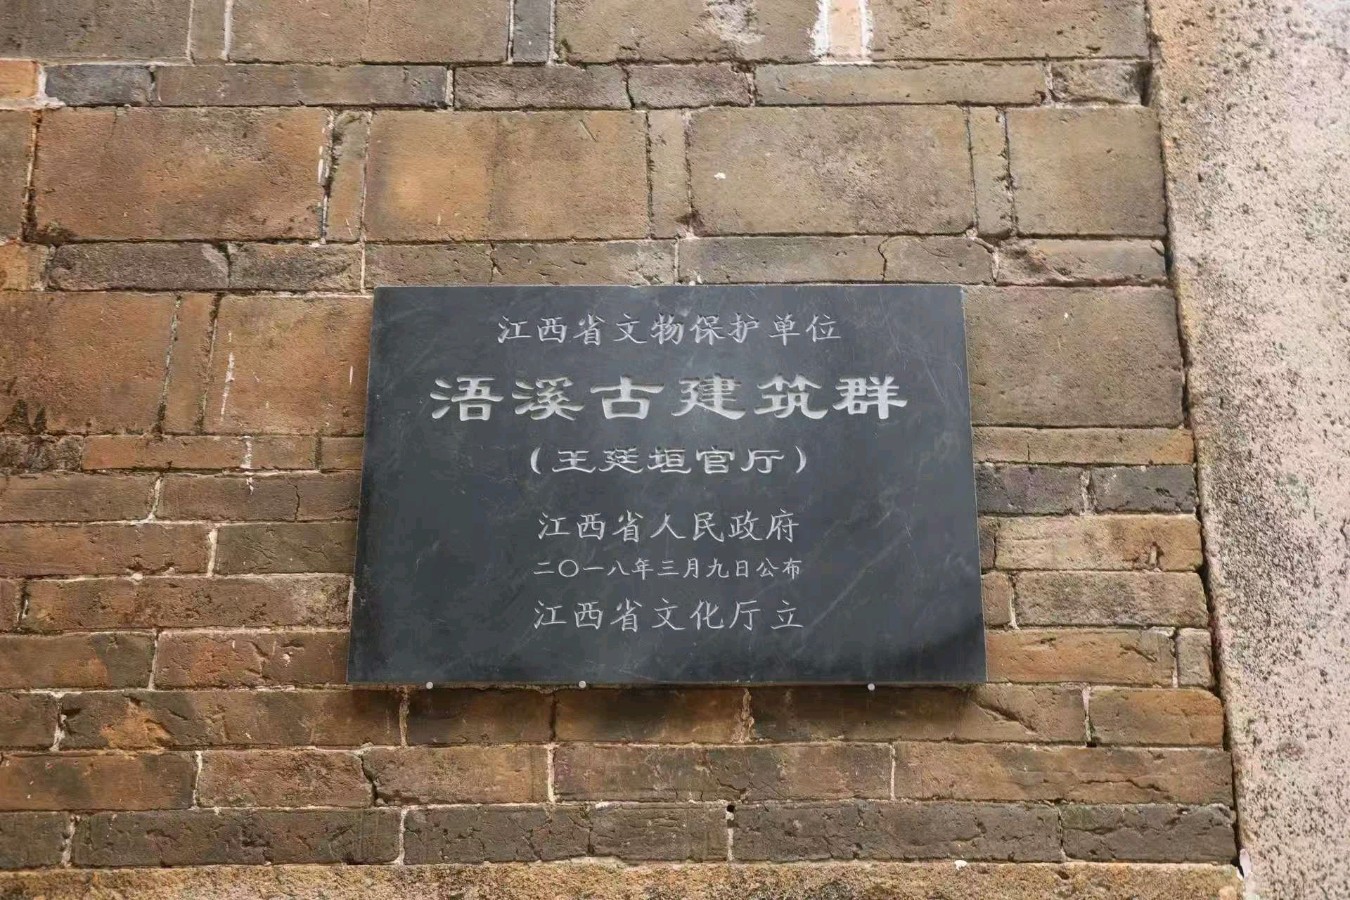 江西省文物保护单位
浯溪古建筑群
（王廷垣官厅）
江西省人民政府
二〇一八年三月九日公布
江西省文化厅立